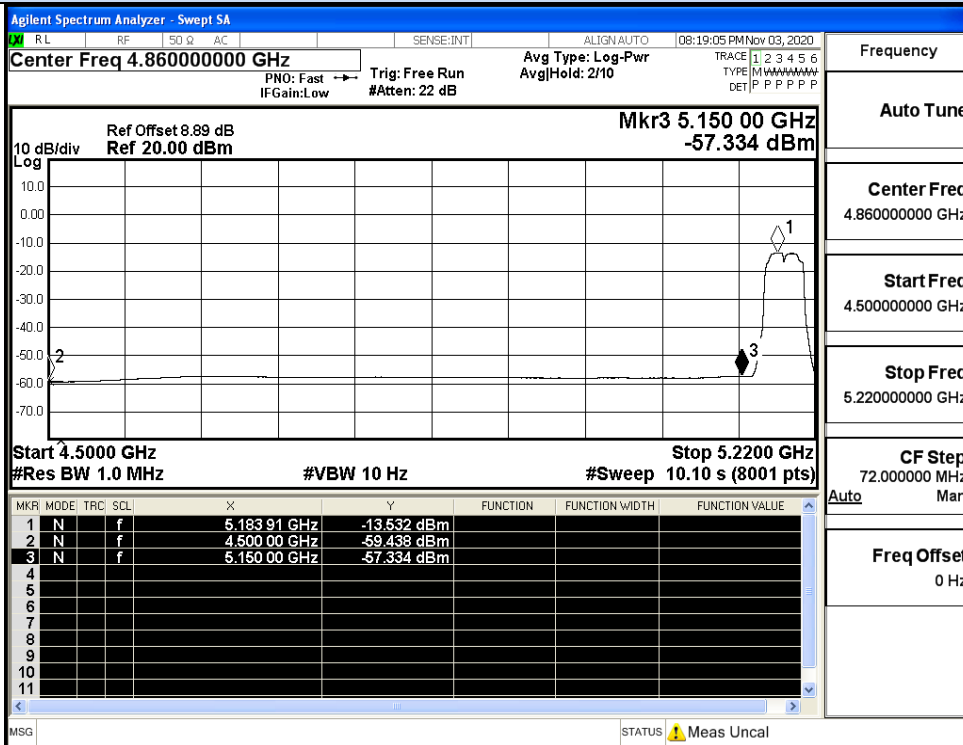 Agilent Spectrum Analyzer - Swept SA
LXI RL RF 50 Ω AC SENSE:INT ALIGN AUTO 08:19:05 PM Nov 03, 2020
Center Freq 4.860000000 GHz
PNO: Fast
IFGain:Low
Trig: Free Run
#Atten: 22 dB
Avg Type: Log-Pwr
Avg|Hold: 2/10
TRACE 1 2 3 4 5 6
TYPE M W W W W W
DET P P P P P P
Mkr3 5.150 00 GHz
-57.334 dBm
Ref Offset 8.89 dB
10 dB/div Ref 20.00 dBm
Log
10.0
0.00
-10.0
-20.0
-30.0
-40.0
-50.0
-60.0
-70.0
1
2
3
Start 4.5000 GHz Stop 5.2200 GHz
#Res BW 1.0 MHz #VBW 10 Hz #Sweep 10.10 s (8001 pts)
MKR MODE TRC SCL X Y FUNCTION FUNCTION WIDTH FUNCTION VALUE
1 N f 5.183 91 GHz -13.532 dBm
2 N f 4.500 00 GHz -59.438 dBm
3 N f 5.150 00 GHz -57.334 dBm
4
5
6
7
8
9
10
11
MSG STATUS Meas Uncal
Frequency
Auto Tune
Center Freq
4.860000000 GHz
Start Freq
4.500000000 GHz
Stop Freq
5.220000000 GHz
CF Step
72.000000 MHz
Auto Man
Freq Offset
0 Hz